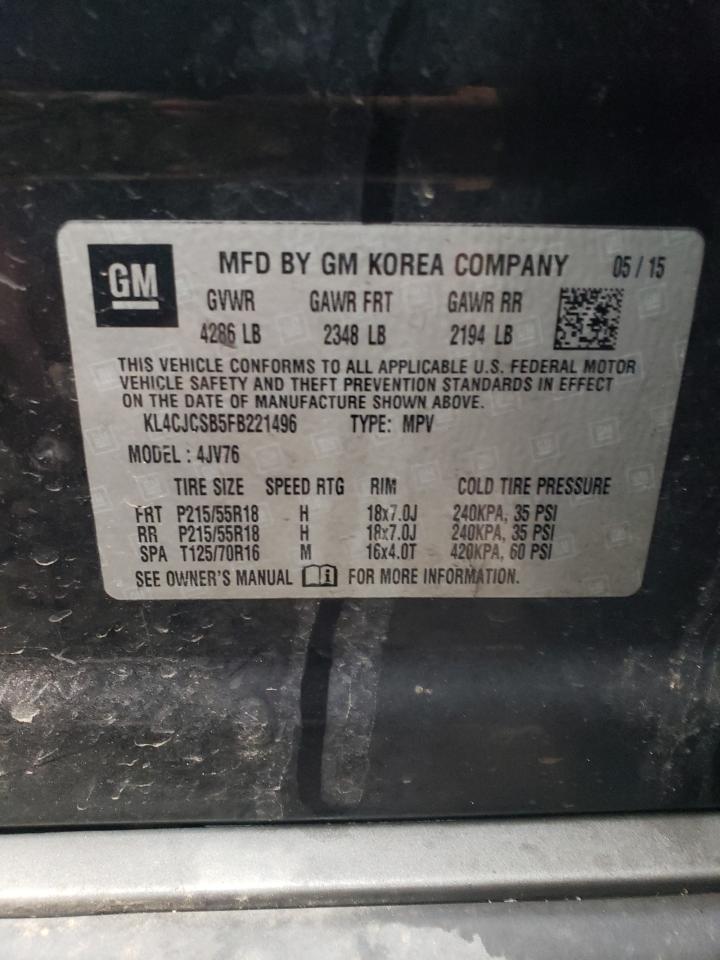 GM MFD BY GM KOREA COMPANY 05 / 15
GVWR GAWR FRT GAWR RR
4286 LB 2348 LB 2194 LB
THIS VEHICLE CONFORMS TO ALL APPLICABLE U.S. FEDERAL MOTOR
VEHICLE SAFETY AND THEFT PREVENTION STANDARDS IN EFFECT
ON THE DATE OF MANUFACTURE SHOWN ABOVE.
KL4CJCSB5FB221496 TYPE: MPV
MODEL : 4JV76
TIRE SIZE SPEED RTG RIM COLD TIRE PRESSURE
FRT P215/55R18 H 18x7.0J 240KPA, 35 PSI
RR P215/55R18 H 18x7.0J 240KPA, 35 PSI
SPA T125/70R16 M 16x4.0T 420KPA, 60 PSI
SEE OWNER'S MANUAL i FOR MORE INFORMATION.